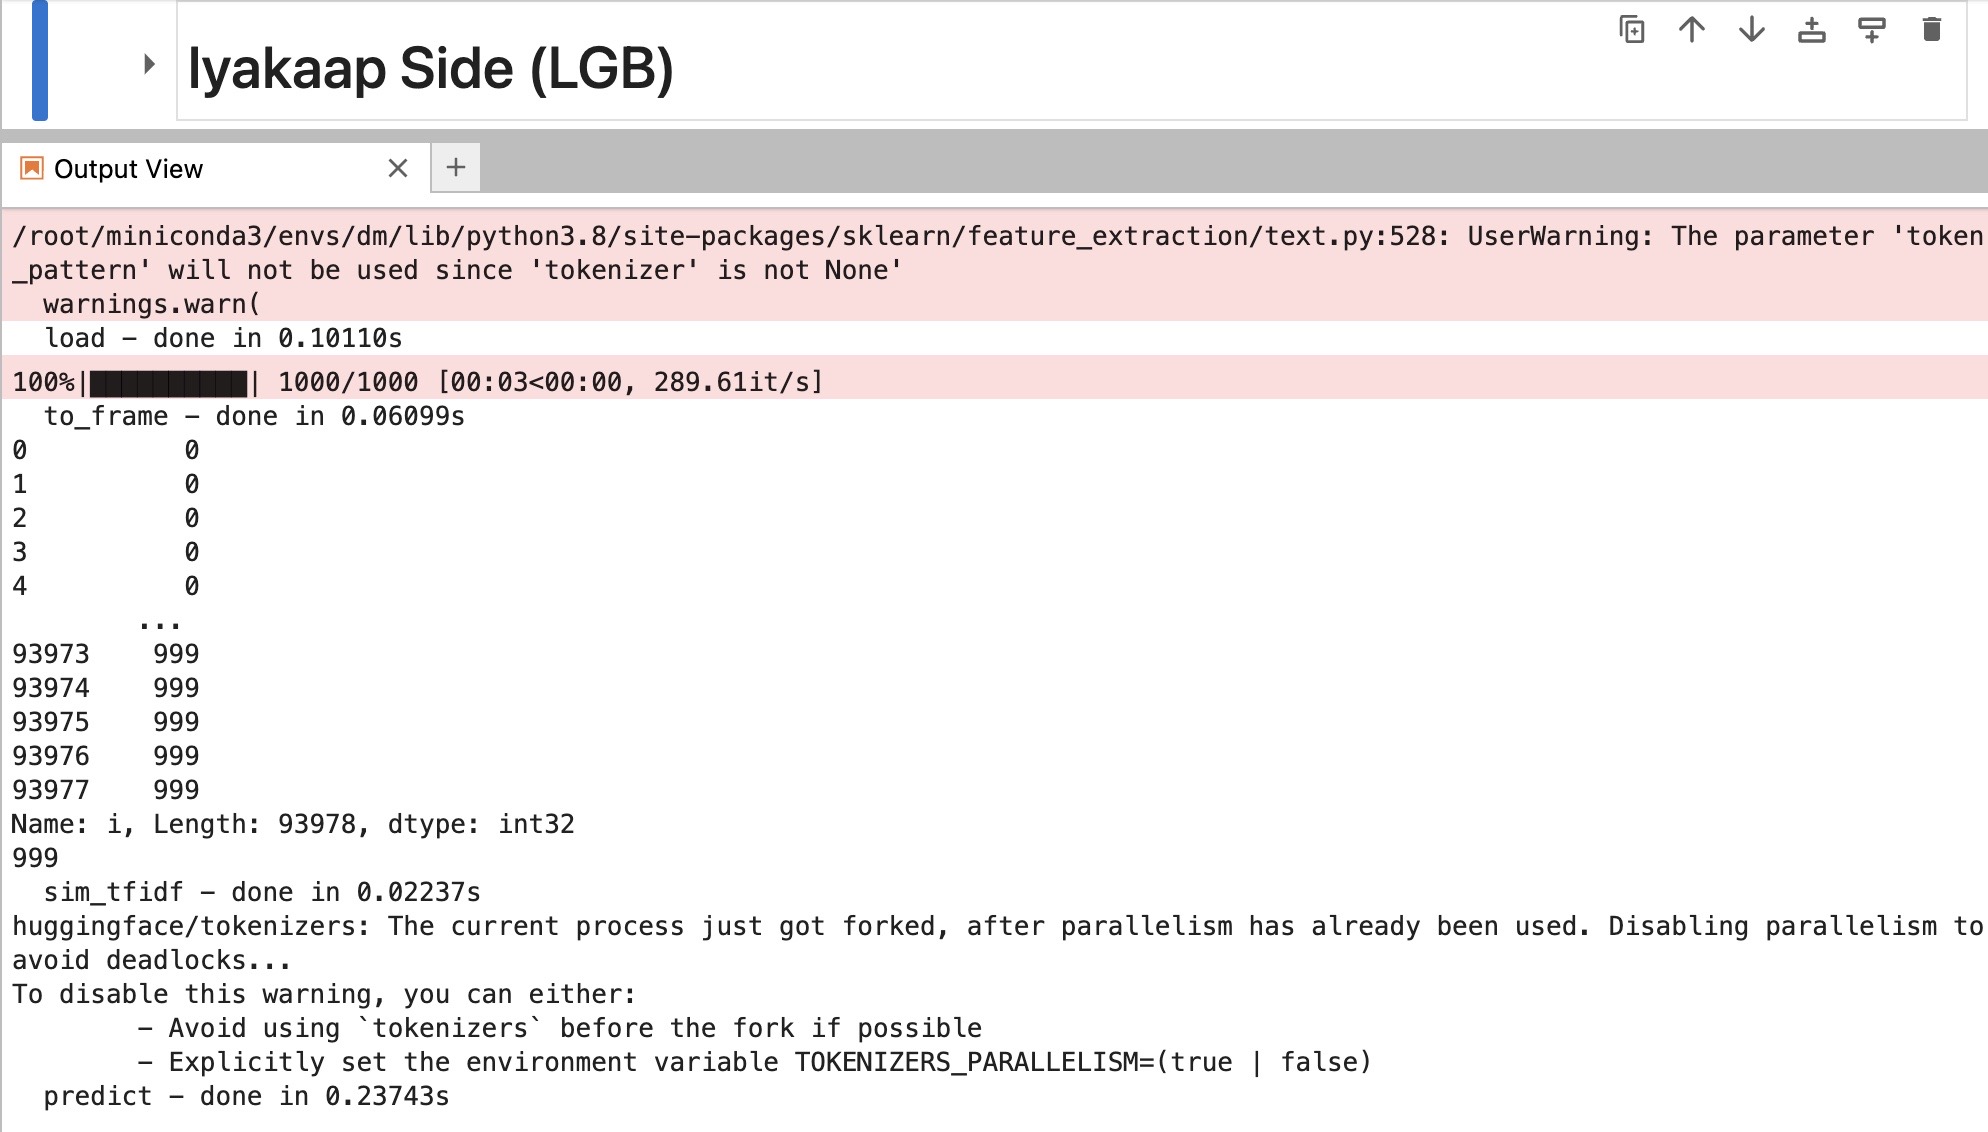 Iyakaap Side (LGB)
Output View
/root/miniconda3/envs/dm/lib/python3.8/site-packages/sklearn/feature_extraction/text.py:528: UserWarning: The parameter 'token
_pattern' will not be used since 'tokenizer' is not None'
  warnings.warn(
  load – done in 0.10110s
100%|██████████| 1000/1000 [00:03<00:00, 289.61it/s]
  to_frame – done in 0.06099s
0          0
1          0
2          0
3          0
4          0
        ...
93973    999
93974    999
93975    999
93976    999
93977    999
Name: i, Length: 93978, dtype: int32
999
  sim_tfidf – done in 0.02237s
huggingface/tokenizers: The current process just got forked, after parallelism has already been used. Disabling parallelism to
avoid deadlocks...
To disable this warning, you can either:
        – Avoid using `tokenizers` before the fork if possible
        – Explicitly set the environment variable TOKENIZERS_PARALLELISM=(true | false)
  predict – done in 0.23743s